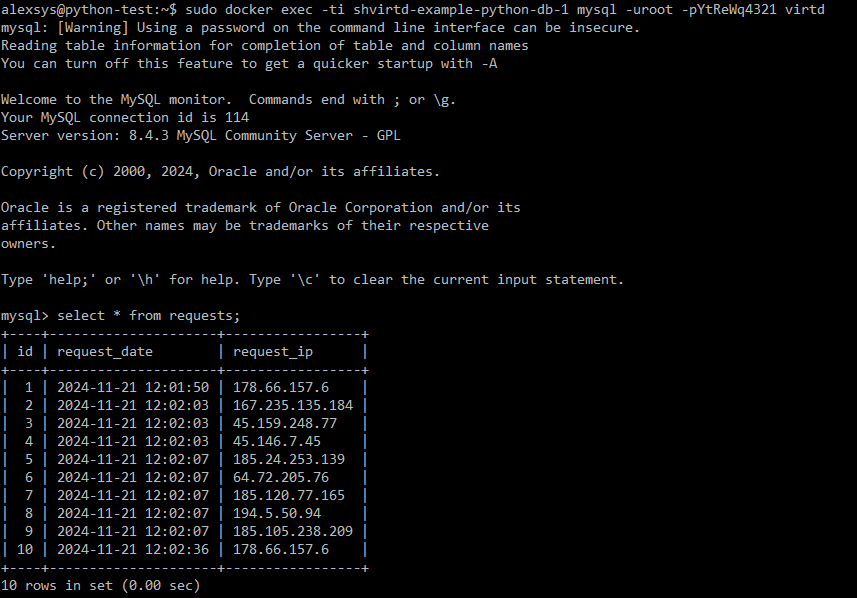 alexsys@python-test:~$ sudo docker exec -ti shvirtd-example-python-db-1 mysql -uroot -pYtReWq4321 virtd
mysql: [Warning] Using a password on the command line interface can be insecure.
Reading table information for completion of table and column names
You can turn off this feature to get a quicker startup with -A

Welcome to the MySQL monitor.  Commands end with ; or \g.
Your MySQL connection id is 114
Server version: 8.4.3 MySQL Community Server - GPL

Copyright (c) 2000, 2024, Oracle and/or its affiliates.

Oracle is a registered trademark of Oracle Corporation and/or its
affiliates. Other names may be trademarks of their respective
owners.

Type 'help;' or '\h' for help. Type '\c' to clear the current input statement.

mysql> select * from requests;
+----+---------------------+-----------------+
| id | request_date        | request_ip      |
+----+---------------------+-----------------+
|  1 | 2024-11-21 12:01:50 | 178.66.157.6    |
|  2 | 2024-11-21 12:02:03 | 167.235.135.184 |
|  3 | 2024-11-21 12:02:03 | 45.159.248.77   |
|  4 | 2024-11-21 12:02:03 | 45.146.7.45     |
|  5 | 2024-11-21 12:02:07 | 185.24.253.139  |
|  6 | 2024-11-21 12:02:07 | 64.72.205.76    |
|  7 | 2024-11-21 12:02:07 | 185.120.77.165  |
|  8 | 2024-11-21 12:02:07 | 194.5.50.94     |
|  9 | 2024-11-21 12:02:07 | 185.105.238.209 |
| 10 | 2024-11-21 12:02:36 | 178.66.157.6    |
+----+---------------------+-----------------+
10 rows in set (0.00 sec)